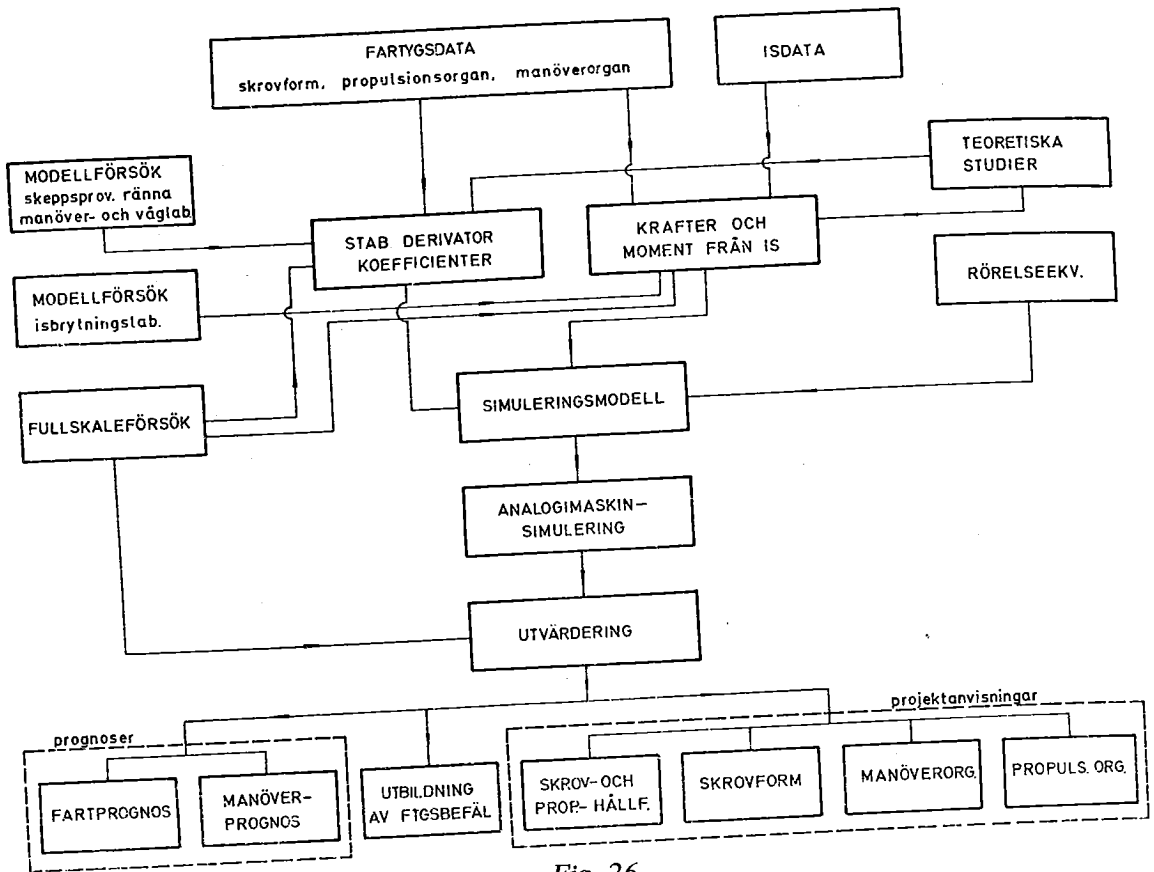 FARTYGSDATA
skrovform, propulsionsorgan, manöverorgan
ISDATA
TEORETISKA
STUDIER
MODELLFÖRSÖK
skeppsprov. ränna
manöver- och våglab.
STAB DERIVATOR
KOEFFICIENTER
KRAFTER OCH
MOMENT FRÅN IS
RÖRELSEEKV.
MODELLFÖRSÖK
isbrytningslab.
SIMULERINGSMODELL
FULLSKALEFÖRSÖK
ANALOGIMASKIN-
SIMULERING
UTVÄRDERING
prognoser
projektanvisningar
FARTPROGNOS
MANÖVER-
PROGNOS
UTBILDNING
AV FTGSBEFÄL
SKROV- OCH
PROP.- HÅLLF.
SKROVFORM
MANÖVERORG.
PROPULS. ORG.
Fig. 26